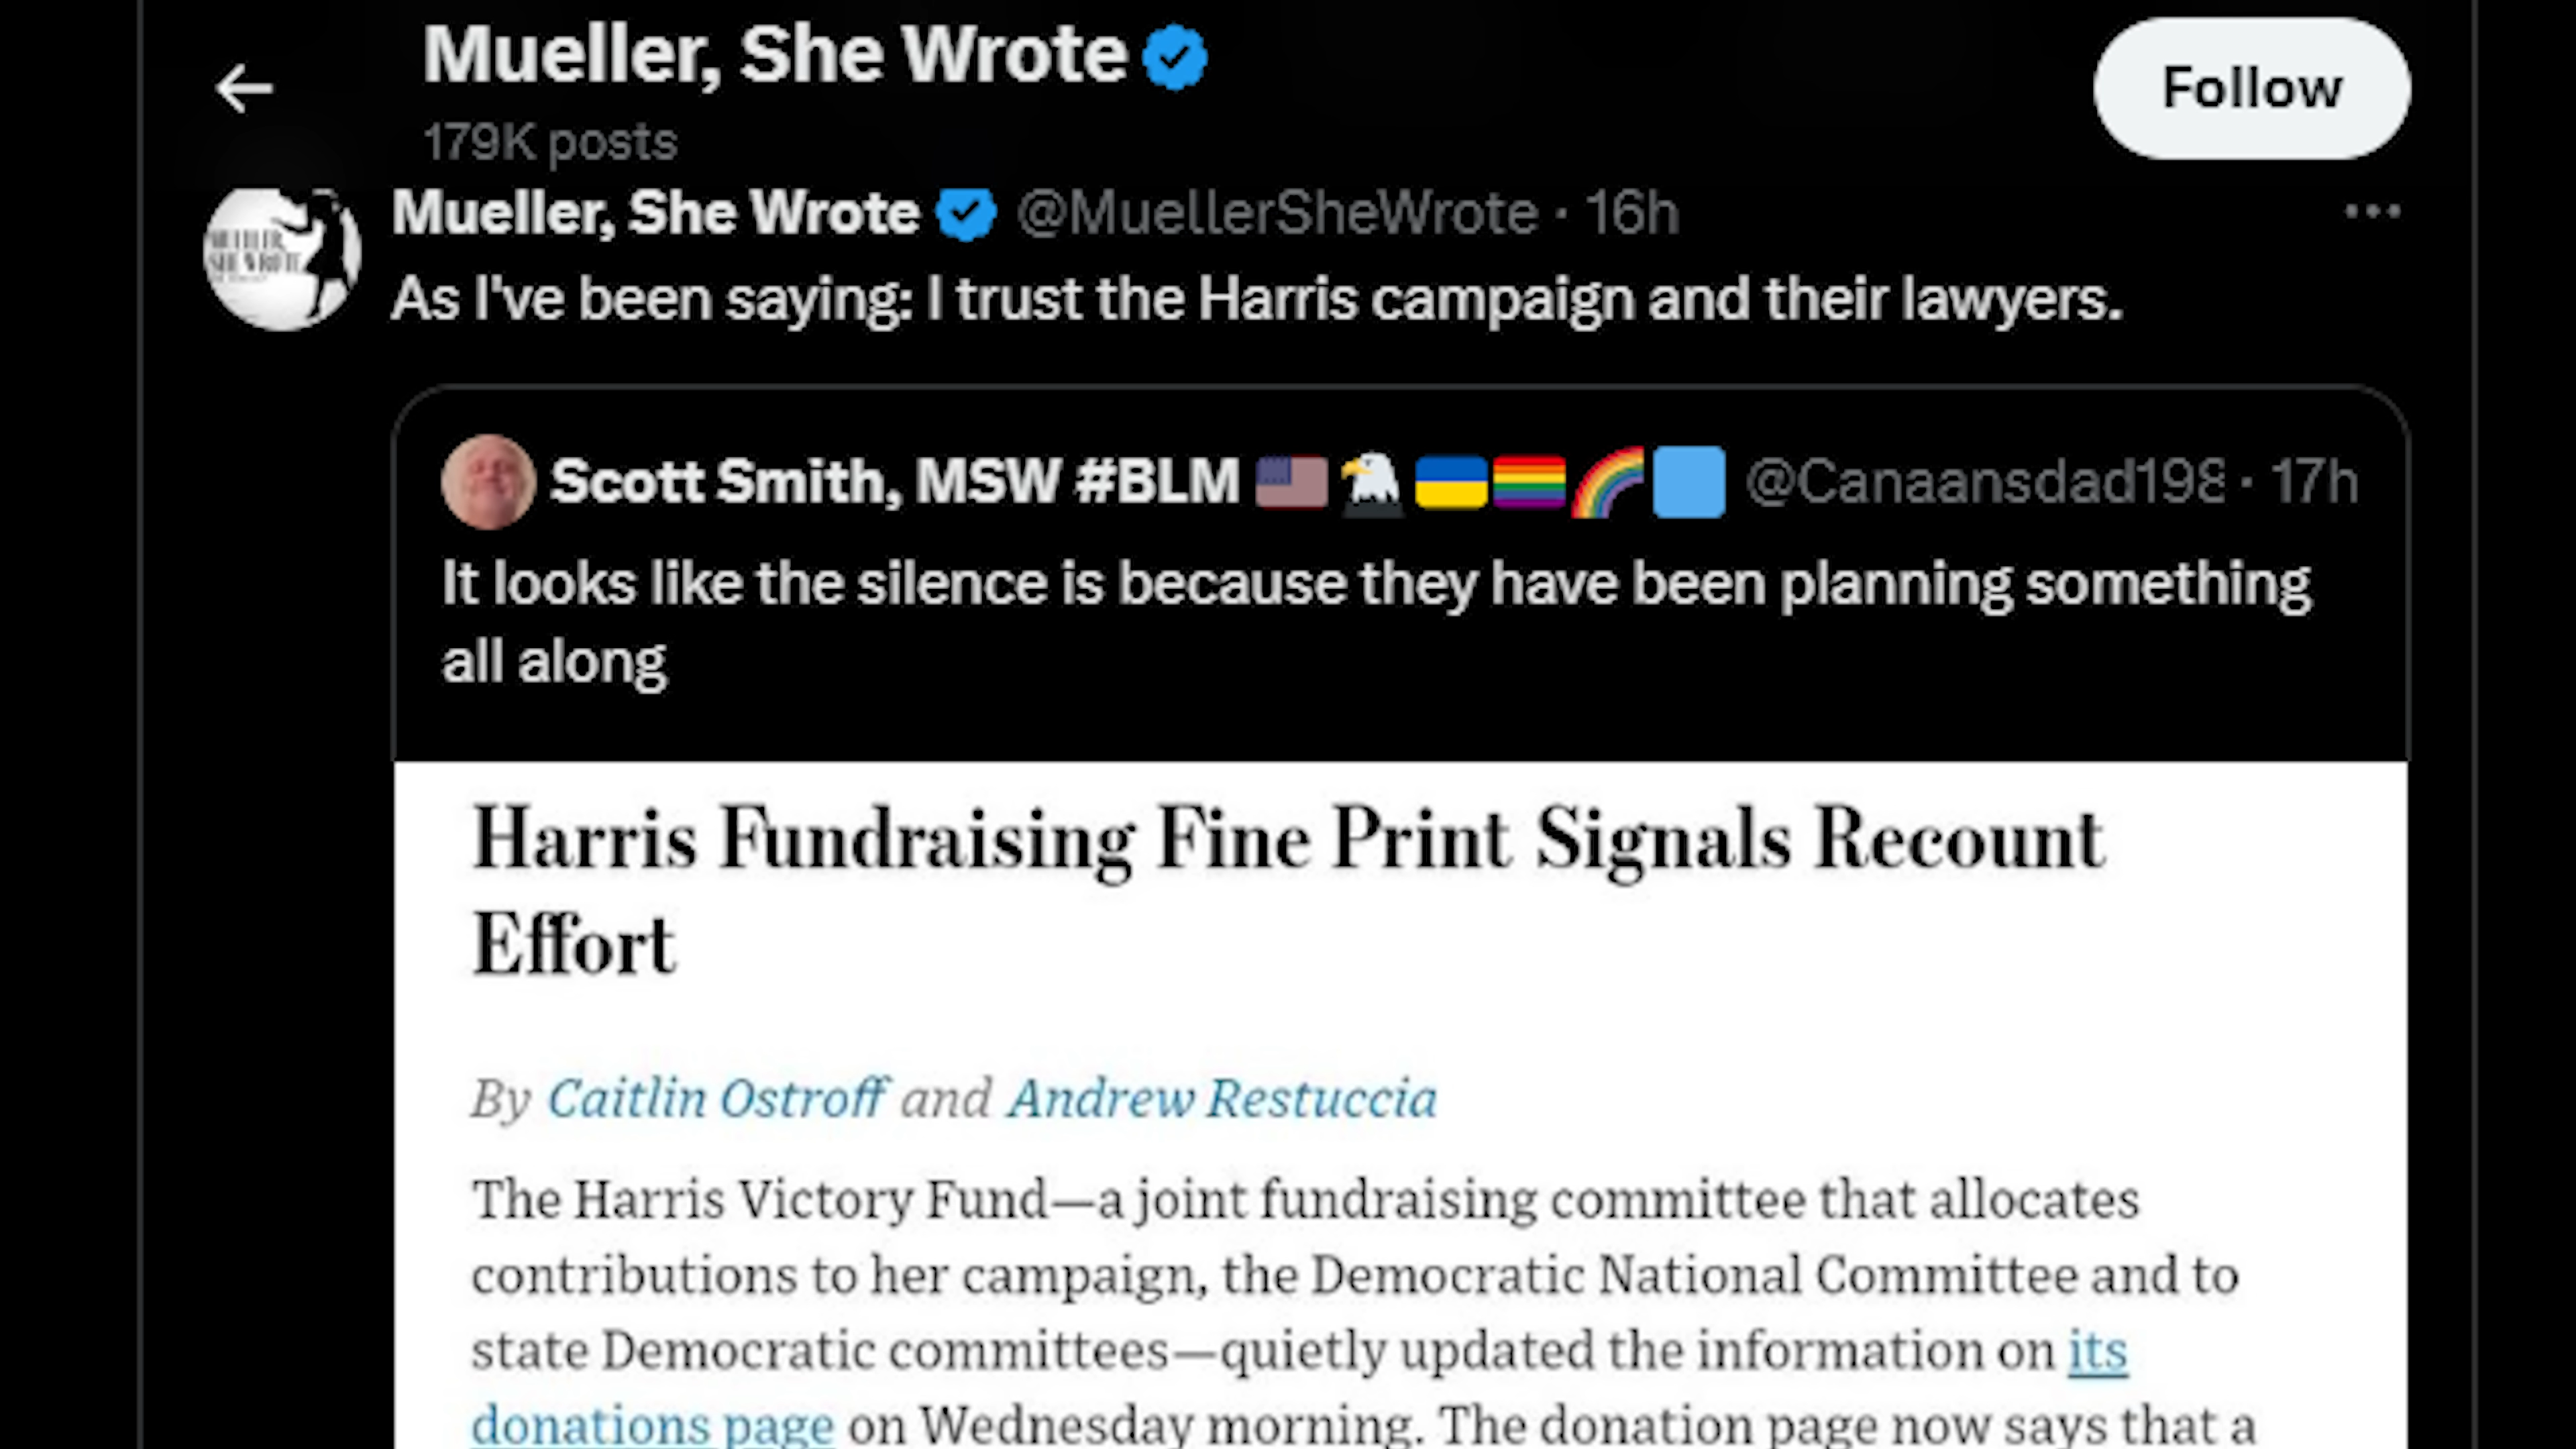 Mueller, She Wrote
Follow
179K posts
MUELLER,
SHE WROTE
Mueller, She Wrote @MuellerSheWrote · 16h
As I've been saying: I trust the Harris campaign and their lawyers.
Scott Smith, MSW #BLM 🇺🇸🦅🇺🇦🏳️‍🌈🌈🟦 @Canaansdad198 · 17h
It looks like the silence is because they have been planning something
all along
Harris Fundraising Fine Print Signals Recount
Effort
By Caitlin Ostroff and Andrew Restuccia
The Harris Victory Fund—a joint fundraising committee that allocates
contributions to her campaign, the Democratic National Committee and to
state Democratic committees—quietly updated the information on its
donations page on Wednesday morning. The donation page now says that a